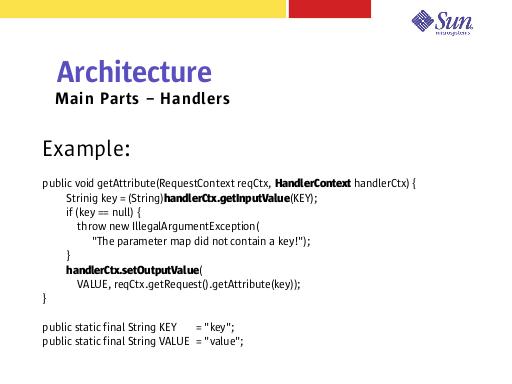 Sun
microsystems
Architecture
Main Parts – Handlers
Example:
public void getAttribute(RequestContext reqCtx, HandlerContext handlerCtx) {
Strinig key = (String)handlerCtx.getInputValue(KEY);
if (key == null) {
throw new IllegalArgumentException(
"The parameter map did not contain a key!");
}
handlerCtx.setOutputValue(
VALUE, reqCtx.getRequest().getAttribute(key));
}
public static final String KEY = "key";
public static final String VALUE = "value";